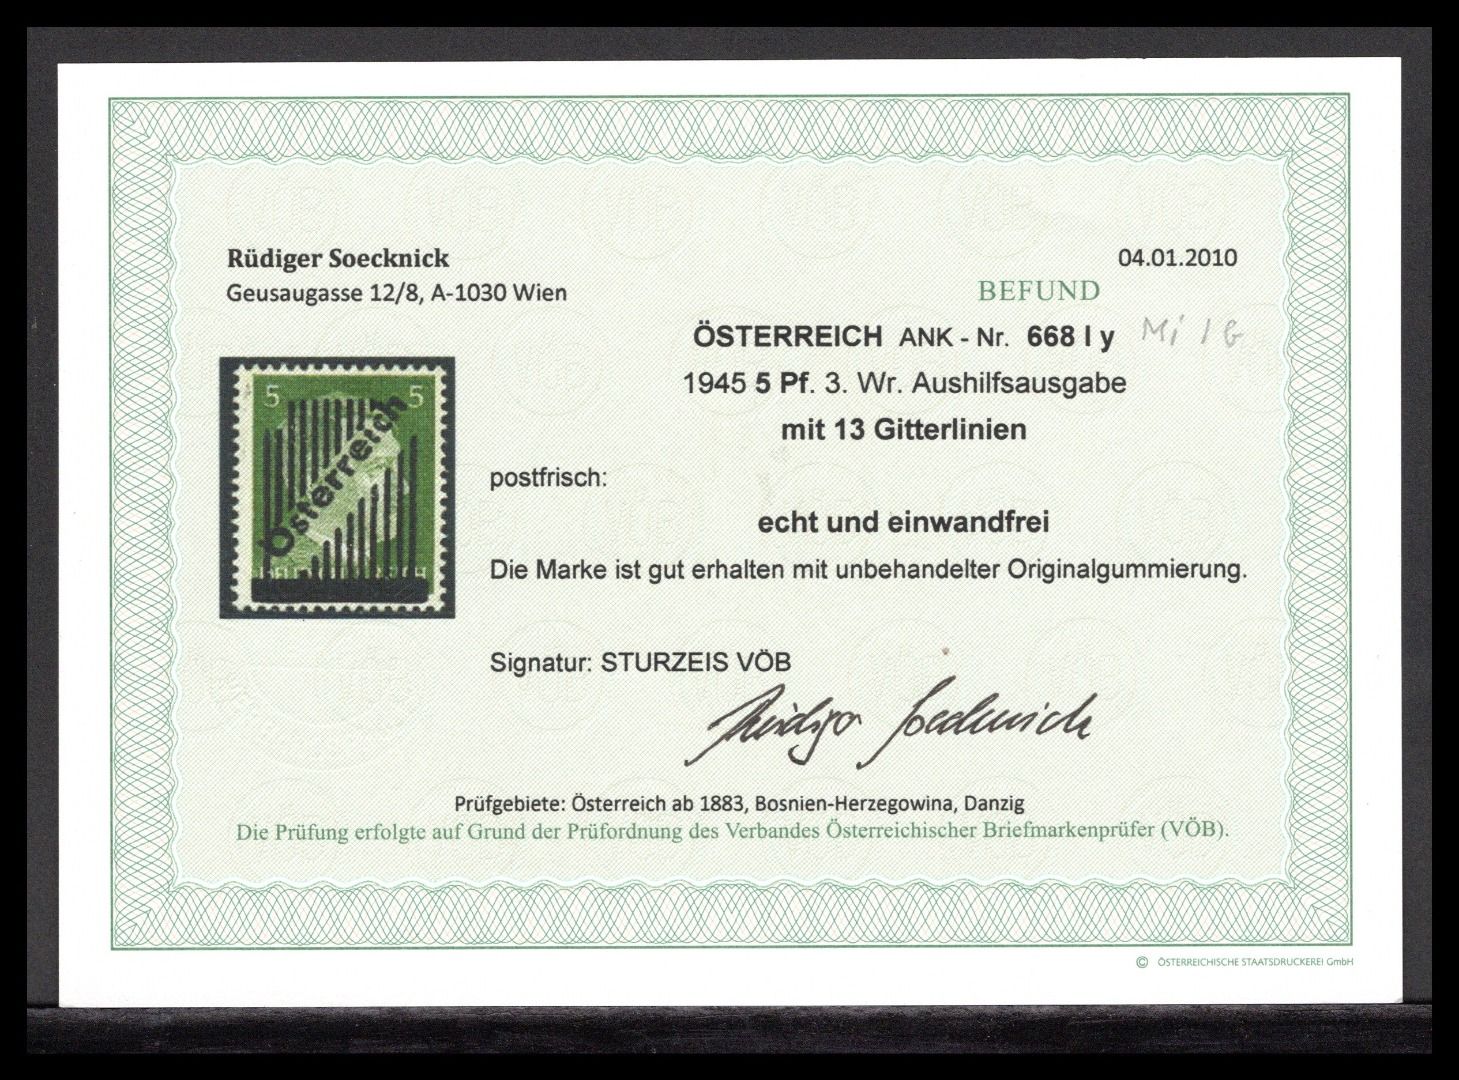 Rüdiger Soecknick
04.01.2010
Geusaugasse 12/8, A-1030 Wien
BEFUND
ÖSTERREICH ANK - Nr. 668 I y Mi
1945 5 Pf. 3. Wr. Aushilfsausgabe
mit 13 Gitterlinien
5 5
Österreich
postfrisch:
echt und einwandfrei
Die Marke ist gut erhalten mit unbehandelter Originalgummierung.
Signatur: STURZEIS VÖB
Prüfgebiete: Österreich ab 1883, Bosnien-Herzegowina, Danzig
Die Prüfung erfolgte auf Grund der Prüfordnung des Verbandes Österreichischer Briefmarkenprüfer (VÖB).
© ÖSTERREICHISCHE STAATSDRUCKEREI GmbH